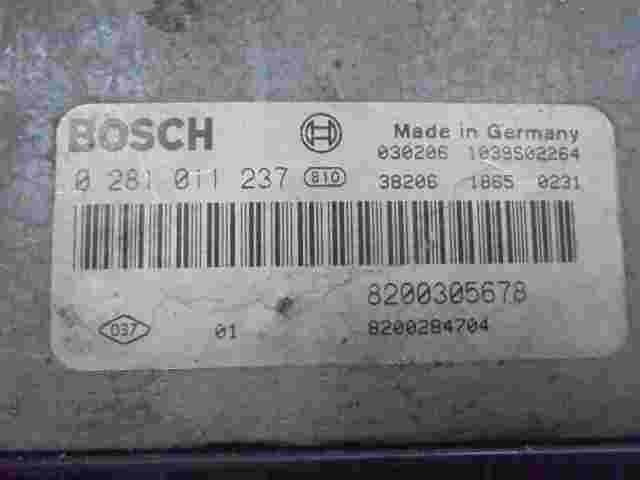 BOSCH
Made in Germany
030206 1039S02264
0 281 011 237 810
38206 1865 0231
8200305678
037 01
8200284704